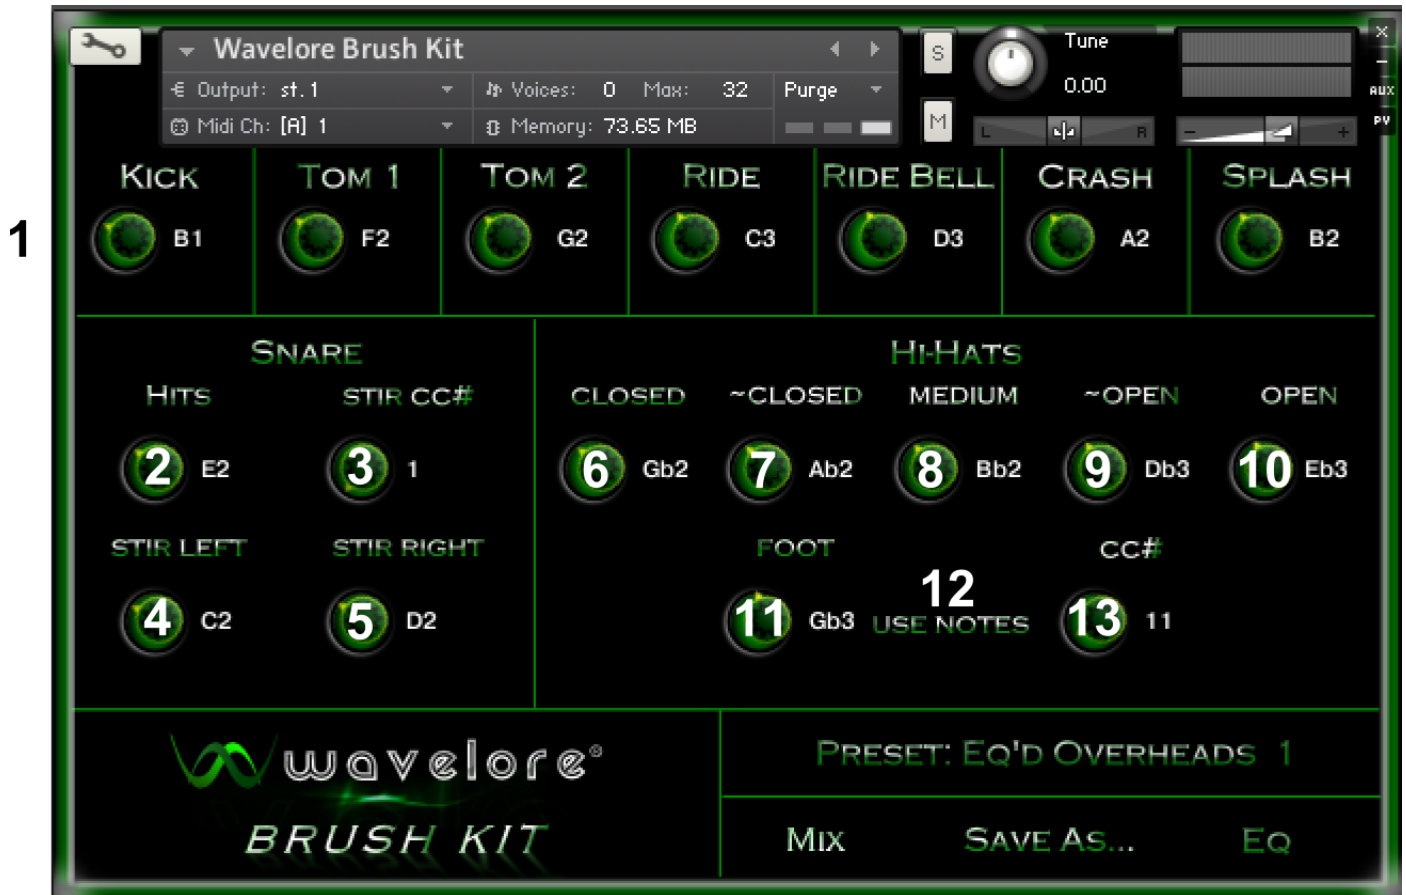 Wavelore Brush Kit
S
Tune
0.00
X
-
AUX
PV
Output: st.1 Voices: 0 Max: 32 Purge
Midi Ch: [A] 1 Memory: 73.65 MB
M
L R
- +
KICK TOM 1 TOM 2 RIDE RIDE BELL CRASH SPLASH
1 B1 F2 G2 C3 D3 A2 B2
SNARE HI-HATS
HITS STIR CC# CLOSED ~CLOSED MEDIUM ~OPEN OPEN
2 E2 3 1 6 Gb2 7 Ab2 8 Bb2 9 Db3 10 Eb3
STIR LEFT STIR RIGHT FOOT CC#
4 C2 5 D2 11 Gb3 12 USE NOTES 13 11
wavelore®
BRUSH KIT
PRESET: EQ'D OVERHEADS 1
MIX SAVE AS... EQ